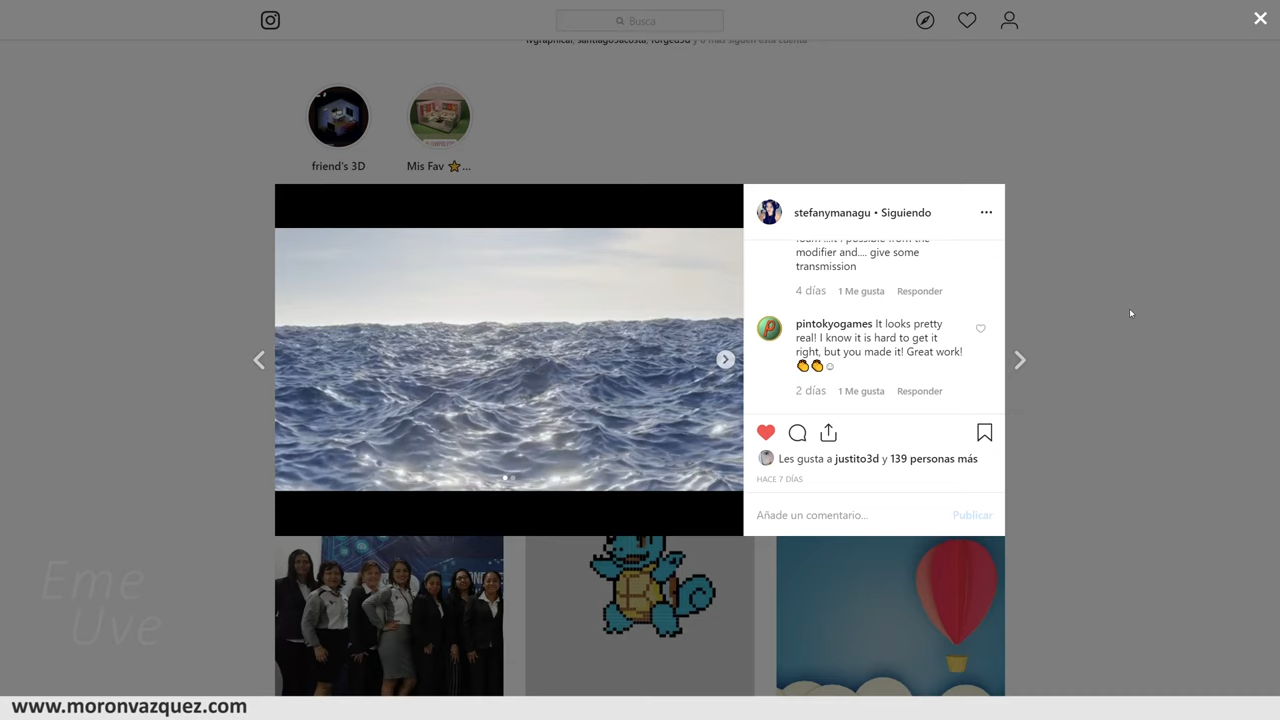 Busca
friend's 3D
Mis Fav ⭐...
stefanymanagu • Siguiendo
modifier and.... give some
transmission
4 días 1 Me gusta Responder
pintokyogames It looks pretty
real! I know it is hard to get it
right, but you made it! Great work!
👏👏☺
2 días 1 Me gusta Responder
Les gusta a justito3d y 139 personas más
HACE 7 DÍAS
Añade un comentario... Publicar
Eme
Uve
www.moronvazquez.com